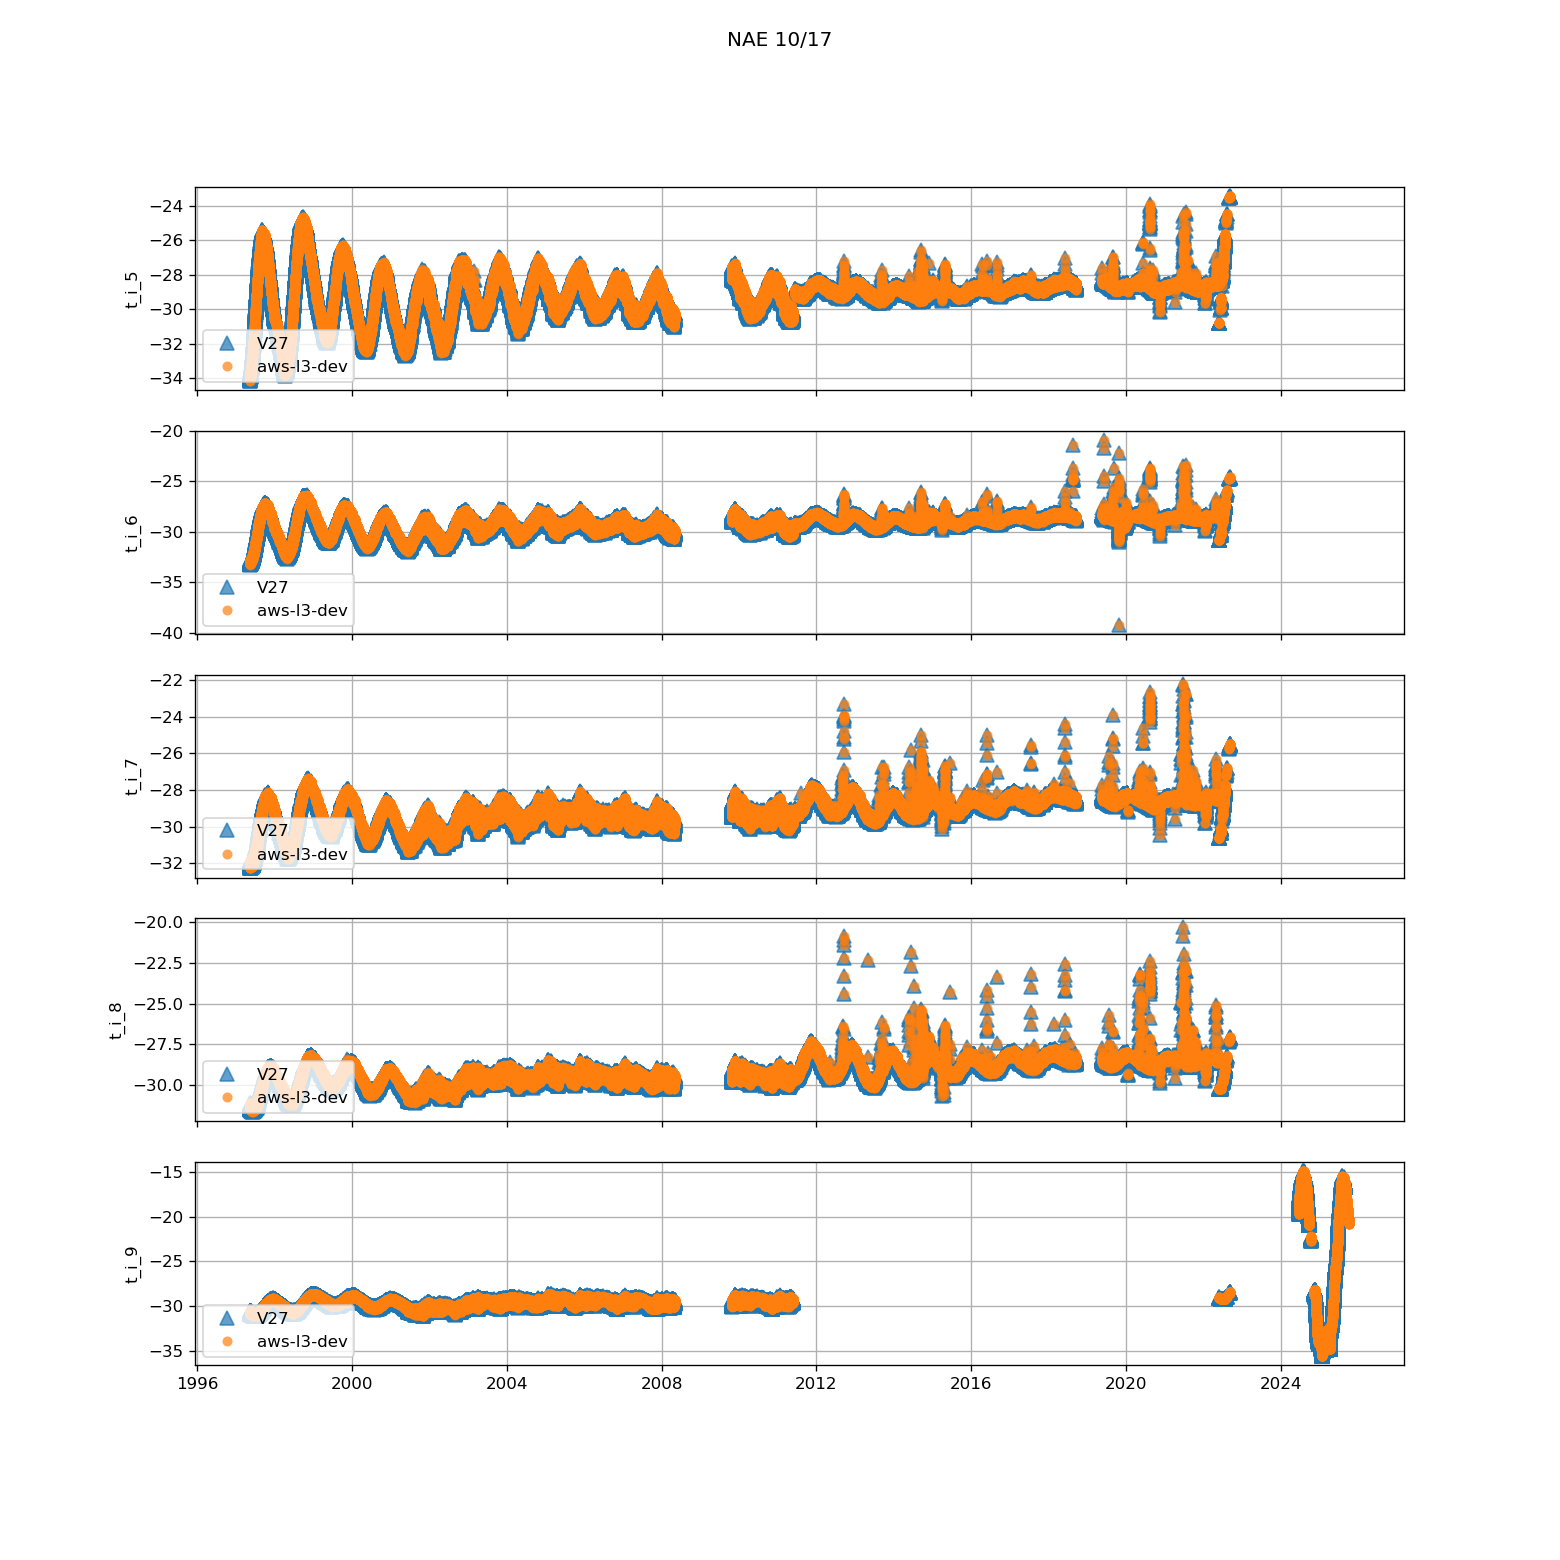 NAE 10/17
t_i_5
−24
−26
−28
−30
−32
−34
V27
aws-l3-dev
t_i_6
−20
−25
−30
−35
−40
V27
aws-l3-dev
t_i_7
−22
−24
−26
−28
−30
−32
V27
aws-l3-dev
t_i_8
−20.0
−22.5
−25.0
−27.5
−30.0
V27
aws-l3-dev
t_i_9
−15
−20
−25
−30
−35
V27
aws-l3-dev
1996 2000 2004 2008 2012 2016 2020 2024